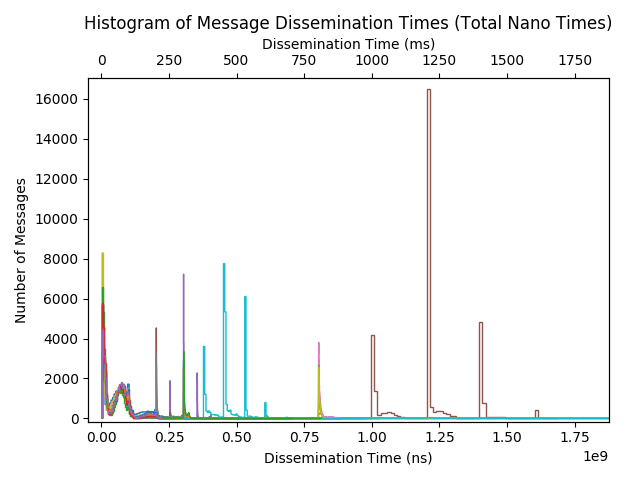 Histogram of Message Dissemination Times (Total Nano Times)
Dissemination Time (ms)
0 250 500 750 1000 1250 1500 1750
16000
14000
12000
10000
8000
6000
4000
2000
0
Number of Messages
0.00 0.25 0.50 0.75 1.00 1.25 1.50 1.75
1e9
Dissemination Time (ns)